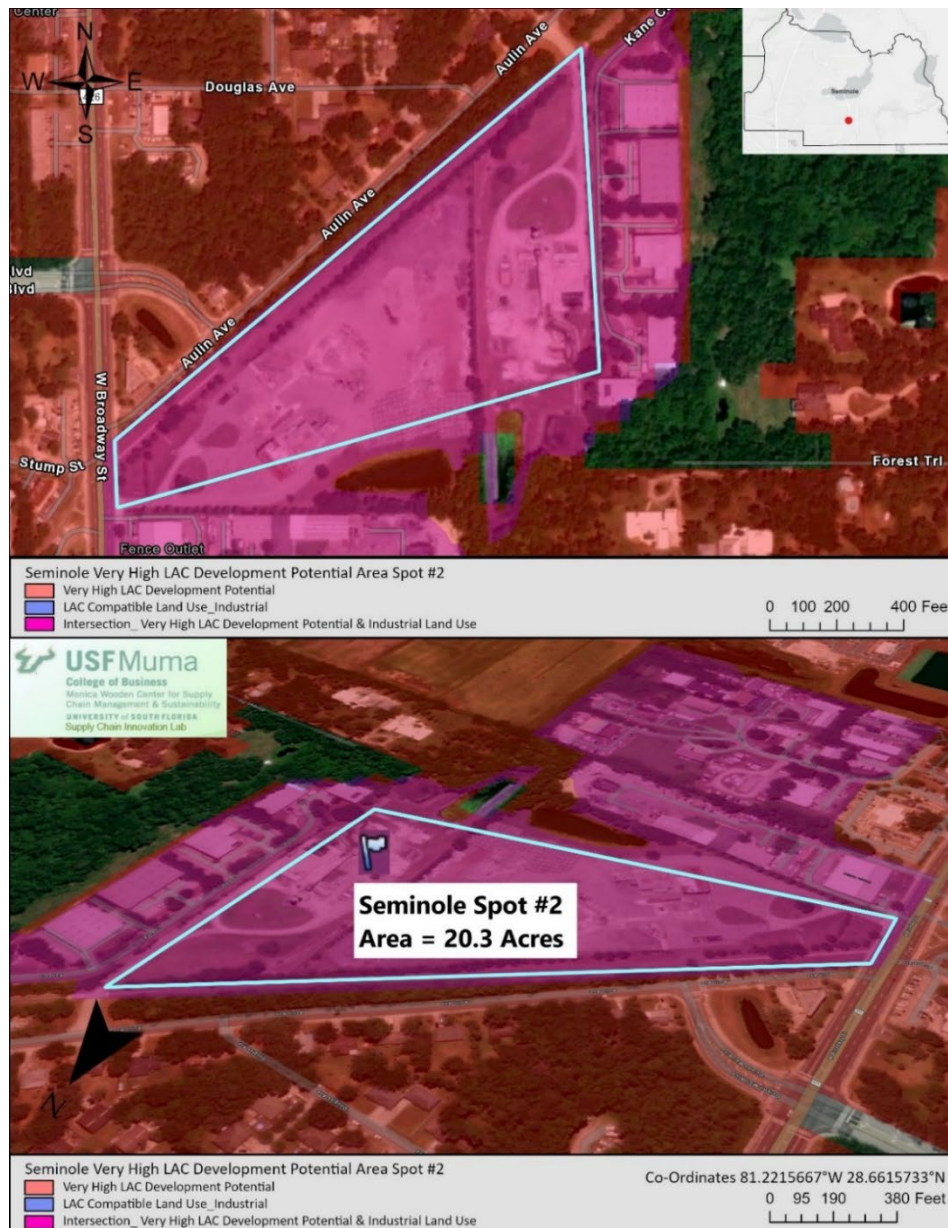 Center
N
W
E
S
Douglas Ave
Aulin Ave
Aulin Ave
Kane C
Seminole
lvd
Blvd
Aulin Ave
W Broadway St
Stump St
Forest Trl
Fence Outlet
Seminole Very High LAC Development Potential Area Spot #2
Very High LAC Development Potential
LAC Compatible Land Use_Industrial
Intersection_ Very High LAC Development Potential & Industrial Land Use
0 100 200 400 Fee
USF Muma
College of Business
Monica Wooden Center for Supply
Chain Management & Sustainability
UNIVERSITY of SOUTH FLORIDA
Supply Chain Innovation Lab
Seminole Spot #2
Area = 20.3 Acres
N
Seminole Very High LAC Development Potential Area Spot #2
Very High LAC Development Potential
LAC Compatible Land Use_Industrial
Intersection_ Very High LAC Development Potential & Industrial Land Use
Co-Ordinates 81.2215667°W 28.6615733°N
0 95 190 380 Feet